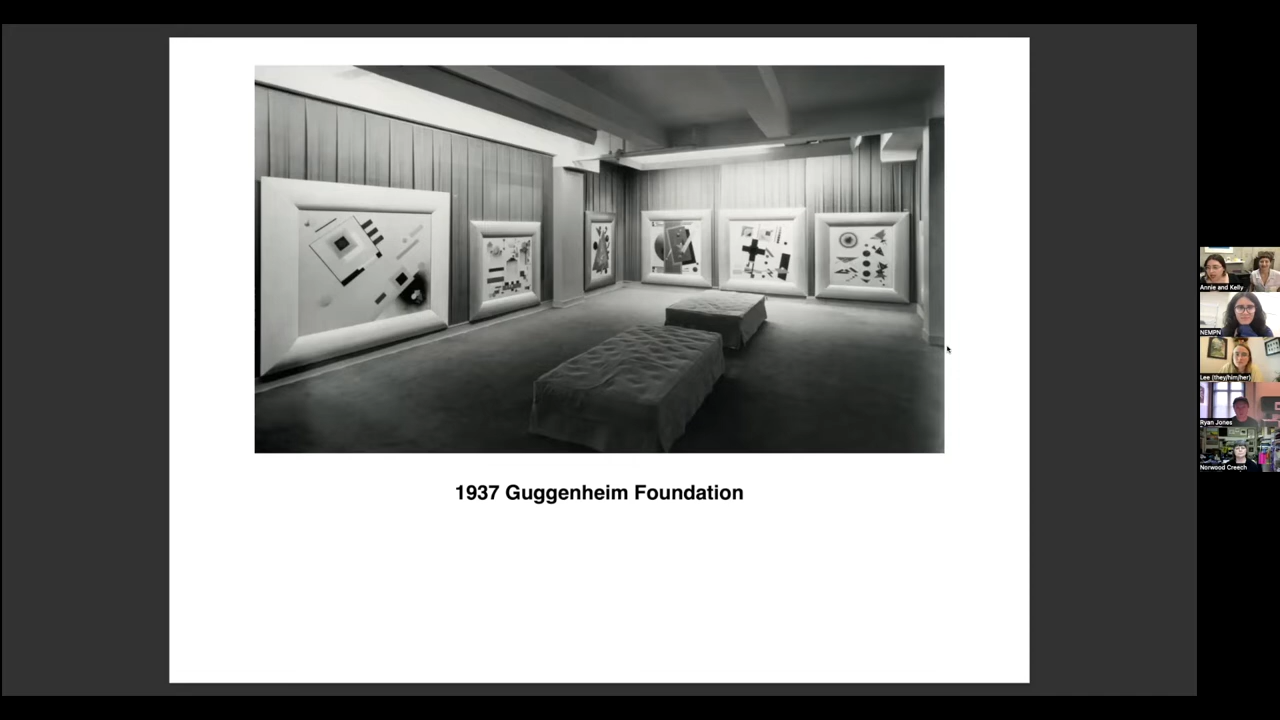 1937 Guggenheim Foundation
Annie and Kelly
NEMPN
Lee (they/him/her)
Ryan Jones
Norwood Creech